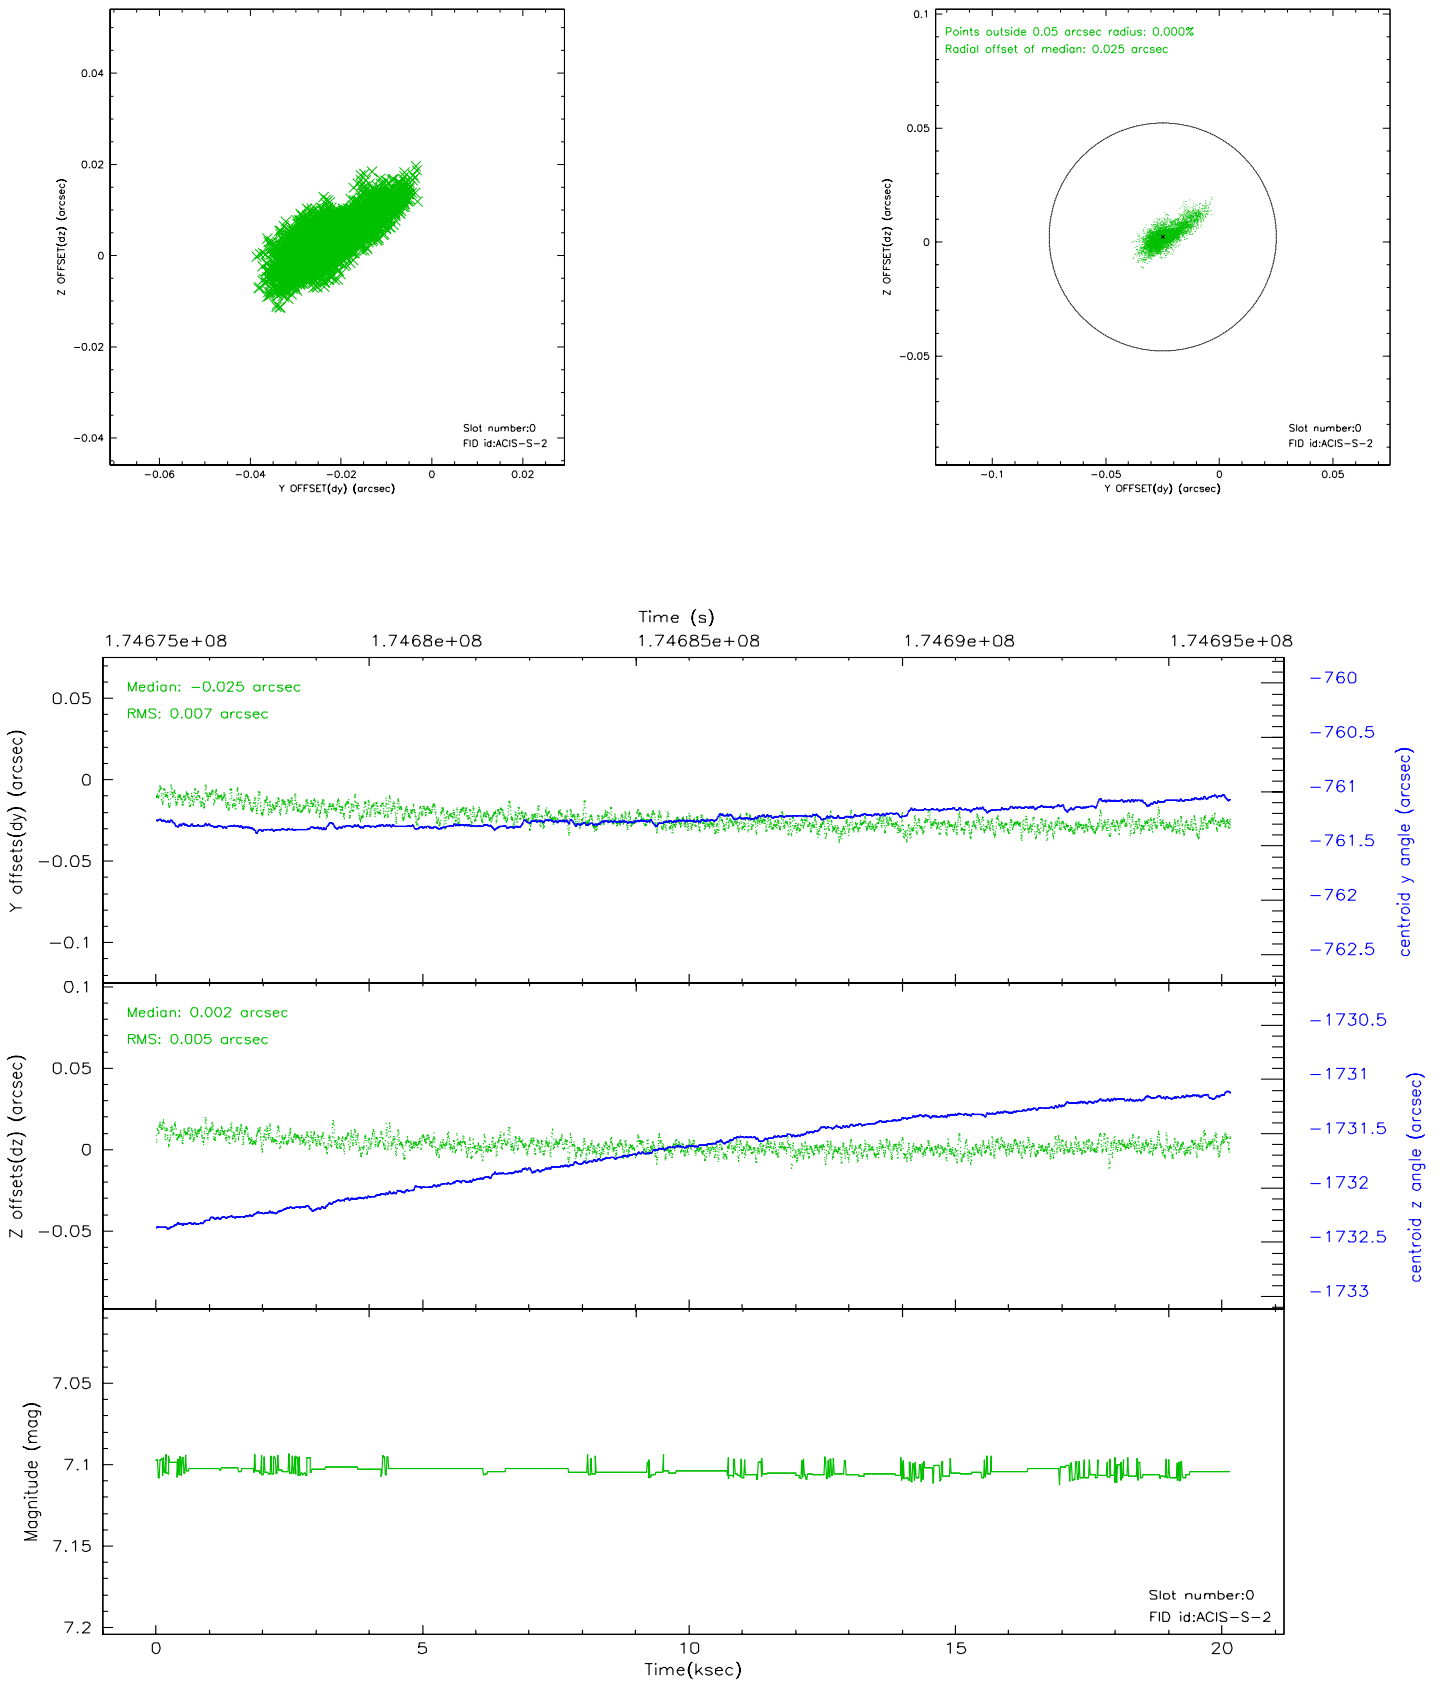 0.04
0.02
0
-0.02
-0.04
Z OFFSET(dz) (arcsec)
Slot number:0
FID id:ACIS-S-2
-0.06
-0.04
-0.02
0
0.02
Y OFFSET(dy) (arcsec)
0.1
0.05
0
-0.05
Z OFFSET(dz) (arcsec)
Points outside 0.05 arcsec radius: 0.000%
Radial offset of median: 0.025 arcsec
Slot number:0
FID id:ACIS-S-2
-0.1
-0.05
0
0.05
Y OFFSET(dy) (arcsec)
Time (s)
1.74675e+08
1.7468e+08
1.74685e+08
1.7469e+08
1.74695e+08
Median: -0.025 arcsec
RMS: 0.007 arcsec
0.05
0
-0.05
-0.1
Y offsets(dy) (arcsec)
-760
-760.5
-761
-761.5
-762
-762.5
centroid y angle (arcsec)
Median: 0.002 arcsec
RMS: 0.005 arcsec
0.1
0.05
0
-0.05
Z offsets(dz) (arcsec)
-1730.5
-1731
-1731.5
-1732
-1732.5
-1733
centroid z angle (arcsec)
7.05
7.1
7.15
7.2
Magnitude (mag)
Slot number:0
FID id:ACIS-S-2
0
5
10
15
20
Time(ksec)